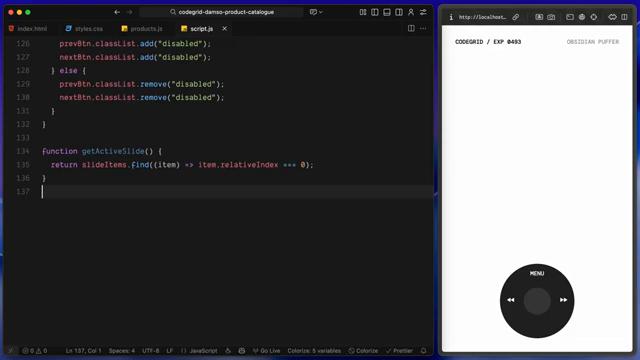 codegrid-damso-product-catalogue
index.html
styles.css
products.js
script.js
126 prevBtn.classList.add("disabled");
127 nextBtn.classList.add("disabled");
128 } else {
129 prevBtn.classList.remove("disabled");
130 nextBtn.classList.remove("disabled");
131 }
132 }
133
134 function getActiveSlide() {
135 return slideItems.find((item) => item.relativeIndex === 0);
136 }
137
0 0
Ln 137, Col 1
Spaces: 4
UTF-8
LF
{} JavaScript
Go Live
Colorize: 5 variables
Colorize
Prettier
http://localhost...
CODEGRID / EXP 0493
OBSIDIAN PUFFER
MENU